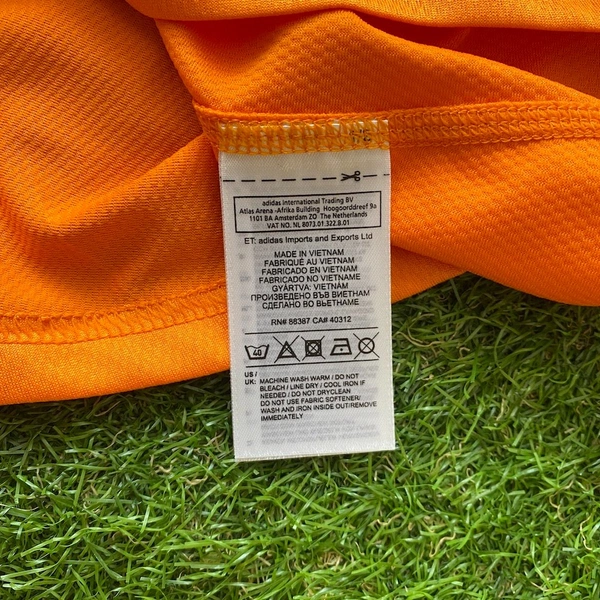 adidas International Trading BV
Atlas Arena -Afrika Building Hoogoorddreef 9a
1101 BA Amsterdam ZO The Netherlands
VAT NO. NL 8073.01.322.B.01
ET: adidas Imports and Exports Ltd
MADE IN VIETNAM
FABRIQUÉ AU VIETNAM
FABRICADO EN VIETNAM
FABRICADO NO VIETNAME
GYÁRTVA: VIETNAM
ПРОИЗВЕДЕНО ВЪВ ВИЕТНАМ
СДЕЛАНО ВО ВЬЕТНАМЕ
RN# 88387 CA# 40312
40
US /
UK: MACHINE WASH WARM / DO NOT
BLEACH / LINE DRY / COOL IRON IF
NEEDED / DO NOT DRYCLEAN
DO NOT USE FABRIC SOFTENER/
WASH AND IRON INSIDE OUT/REMOVE
IMMEDIATELY